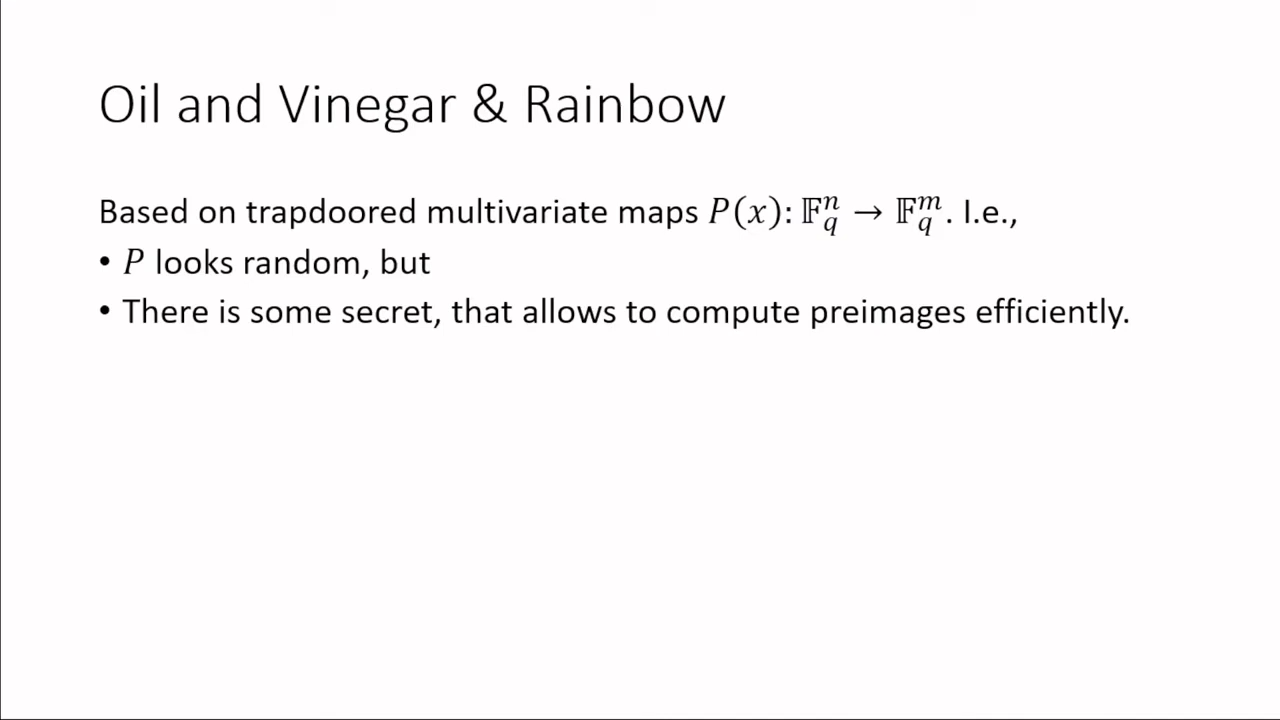 Oil and Vinegar & Rainbow
Based on trapdoored multivariate maps 𝑃(𝑥): 𝔽_q^n → 𝔽_q^m. I.e.,
• 𝑃 looks random, but
• There is some secret, that allows to compute preimages efficiently.